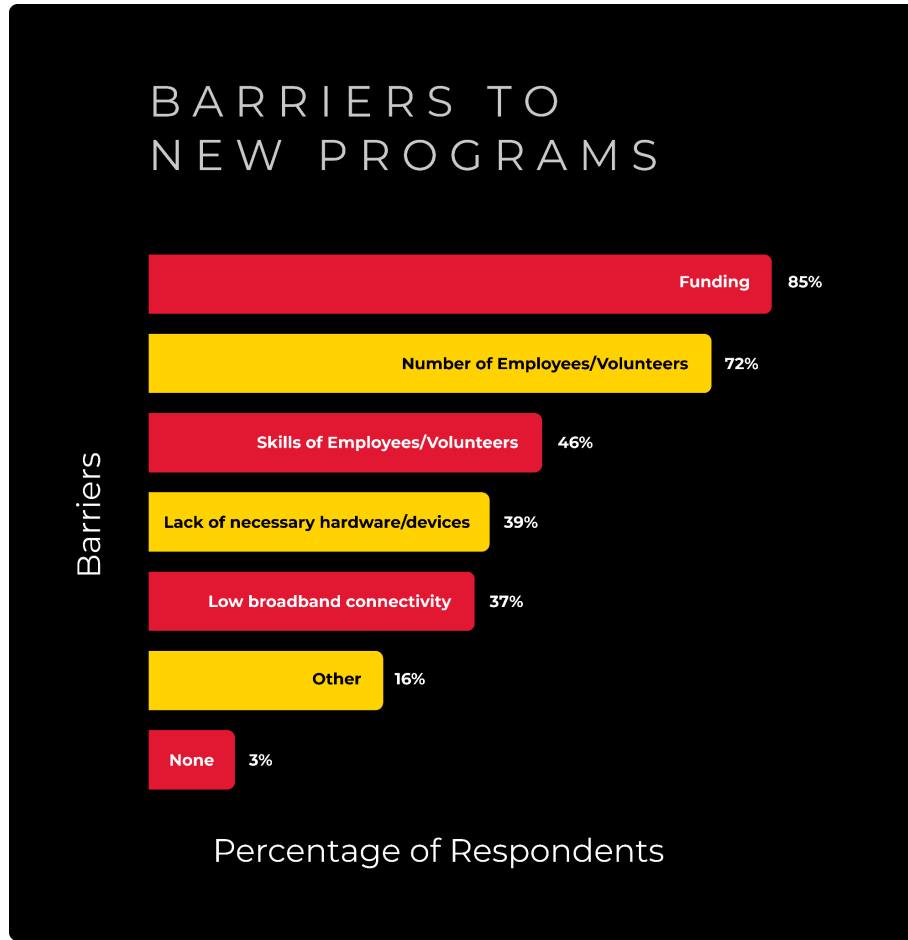 BARRIERS TO
NEW PROGRAMS
Barriers
Funding 85%
Number of Employees/Volunteers 72%
Skills of Employees/Volunteers 46%
Lack of necessary hardware/devices 39%
Low broadband connectivity 37%
Other 16%
None 3%
Percentage of Respondents